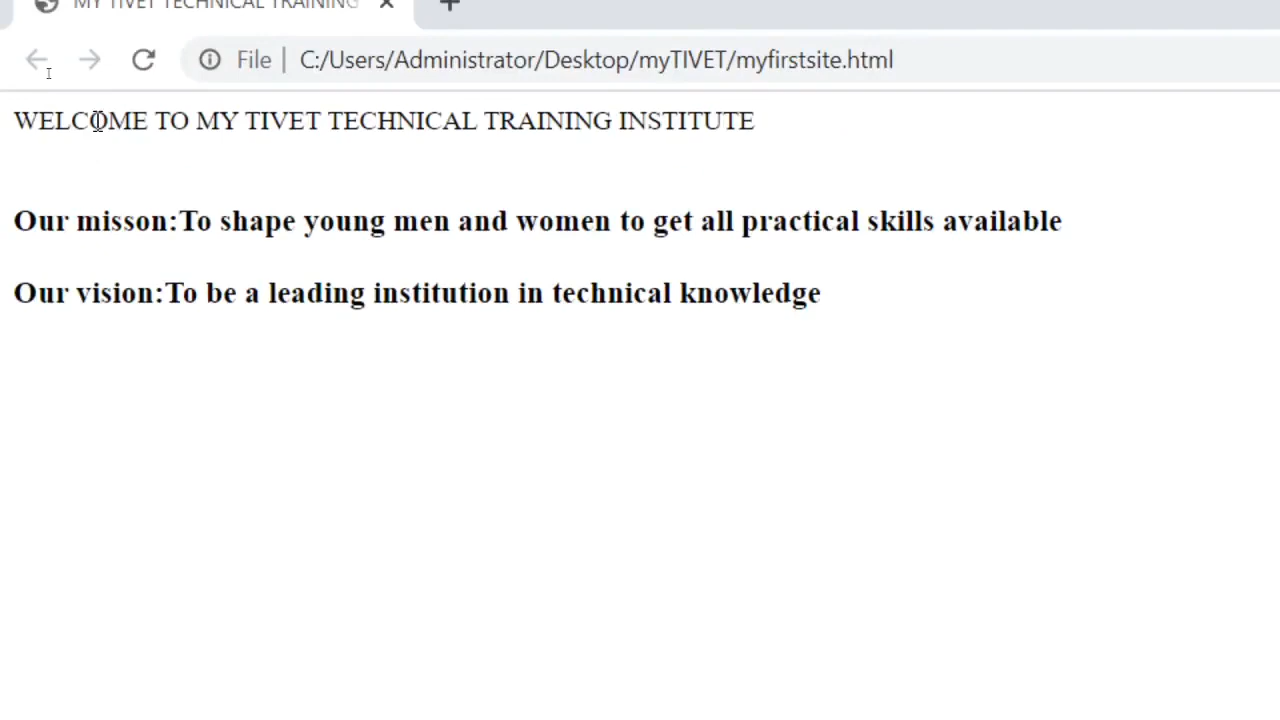 MY TIVET TECHNICAL TRAINING
File | C:/Users/Administrator/Desktop/myTIVET/myfirstsite.html
WELCOME TO MY TIVET TECHNICAL TRAINING INSTITUTE
Our misson:To shape young men and women to get all practical skills available
Our vision:To be a leading institution in technical knowledge